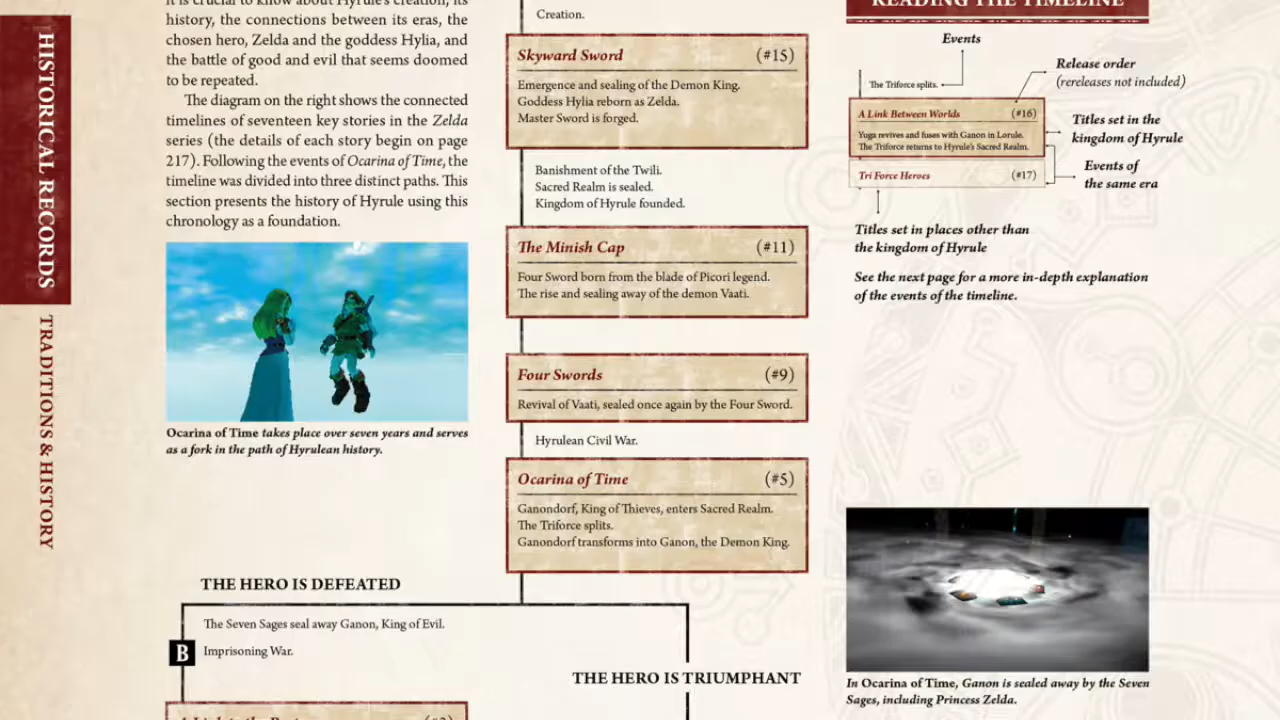 HISTORICAL RECORDS
TRADITIONS & HISTORY
it is crucial to know about Hyrule's creation, its
history, the connections between its eras, the
chosen hero, Zelda and the goddess Hylia, and
the battle of good and evil that seems doomed
to be repeated.
The diagram on the right shows the connected
timelines of seventeen key stories in the Zelda
series (the details of each story begin on page
217). Following the events of Ocarina of Time, the
timeline was divided into three distinct paths. This
section presents the history of Hyrule using this
chronology as a foundation.
Ocarina of Time takes place over seven years and serves
as a fork in the path of Hyrulean history.
Creation.
Skyward Sword (#15)
Emergence and sealing of the Demon King.
Goddess Hylia reborn as Zelda.
Master Sword is forged.
Banishment of the Twili.
Sacred Realm is sealed.
Kingdom of Hyrule founded.
The Minish Cap (#11)
Four Sword born from the blade of Picori legend.
The rise and sealing away of the demon Vaati.
Four Swords (#9)
Revival of Vaati, sealed once again by the Four Sword.
Hyrulean Civil War.
Ocarina of Time (#5)
Ganondorf, King of Thieves, enters Sacred Realm.
The Triforce splits.
Ganondorf transforms into Ganon, the Demon King.
THE HERO IS DEFEATED
The Seven Sages seal away Ganon, King of Evil.
B
Imprisoning War.
THE HERO IS TRIUMPHANT
READING THE TIMELINE
Events
The Triforce splits.
Release order
(rereleases not included)
A Link Between Worlds (#16)
Yuga revives and fuses with Ganon in Lorule.
The Triforce returns to Hyrule's Sacred Realm.
Titles set in the
kingdom of Hyrule
Tri Force Heroes (#17)
Events of
the same era
Titles set in places other than
the kingdom of Hyrule
See the next page for a more in-depth explanation
of the events of the timeline.
In Ocarina of Time, Ganon is sealed away by the Seven
Sages, including Princess Zelda.